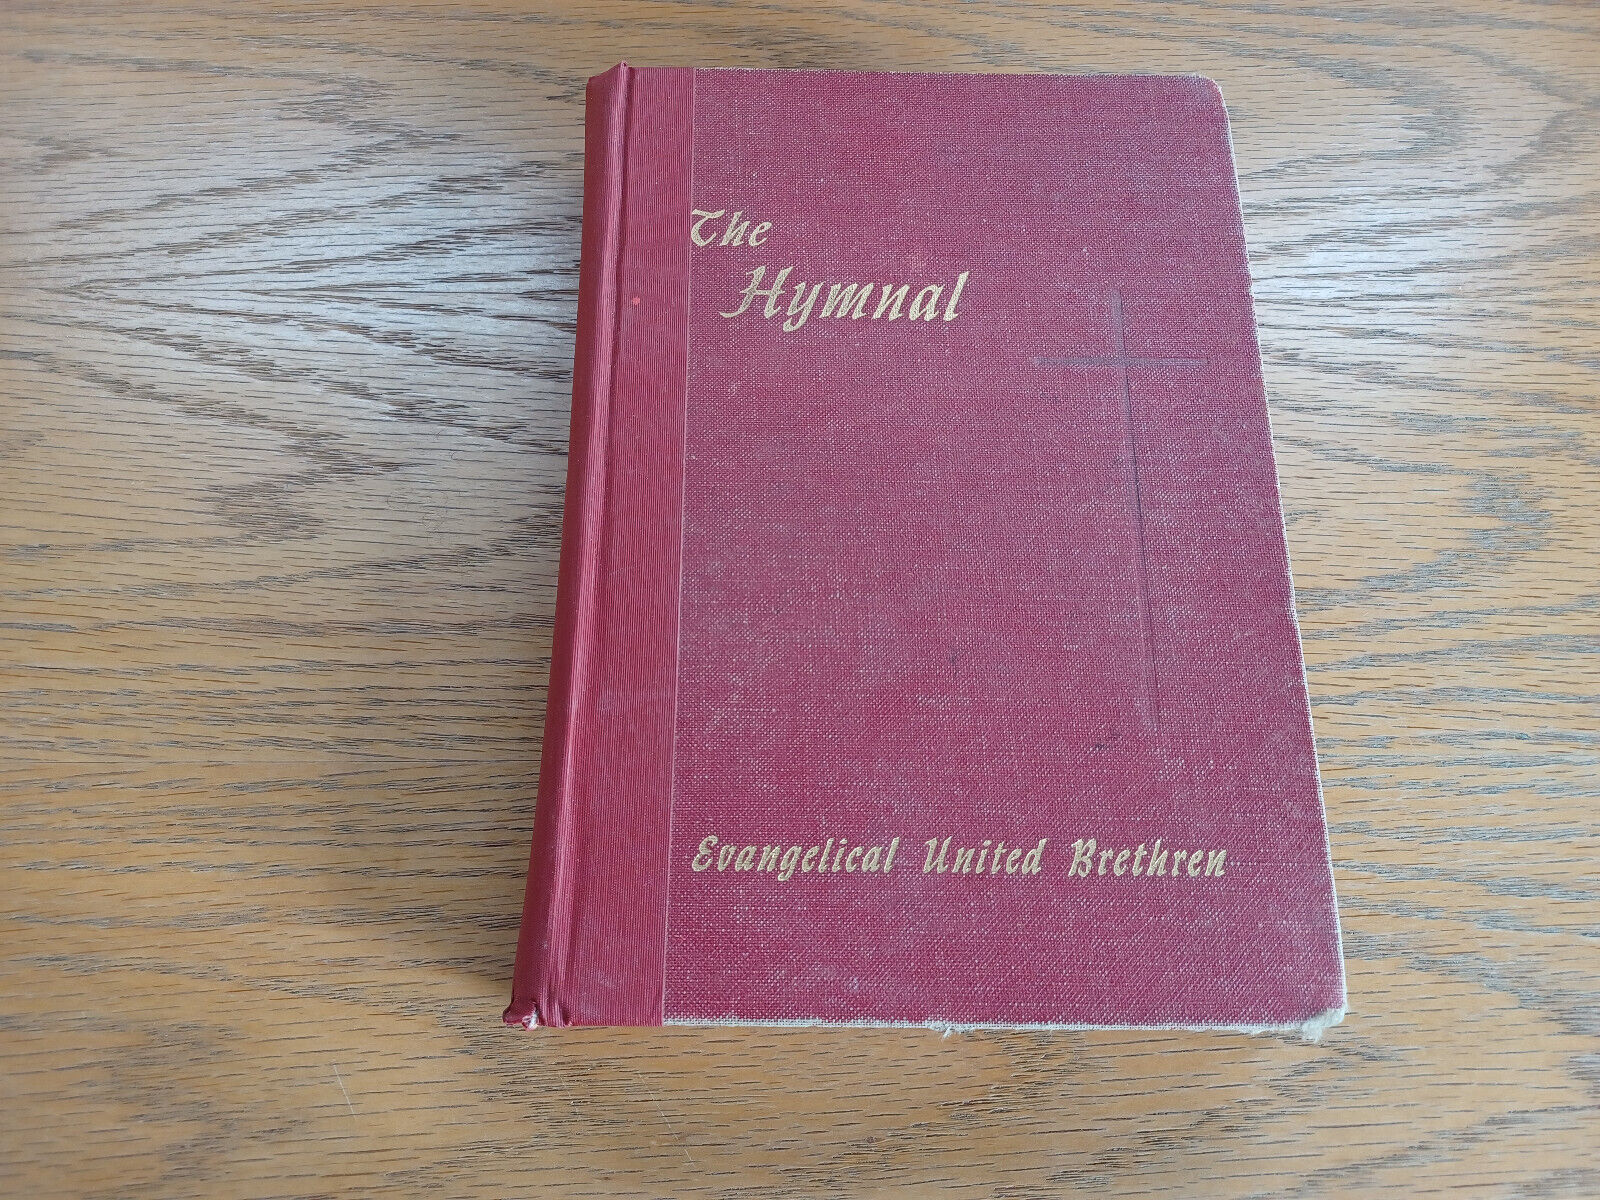 The
Hymnal
Evangelical United Brethren